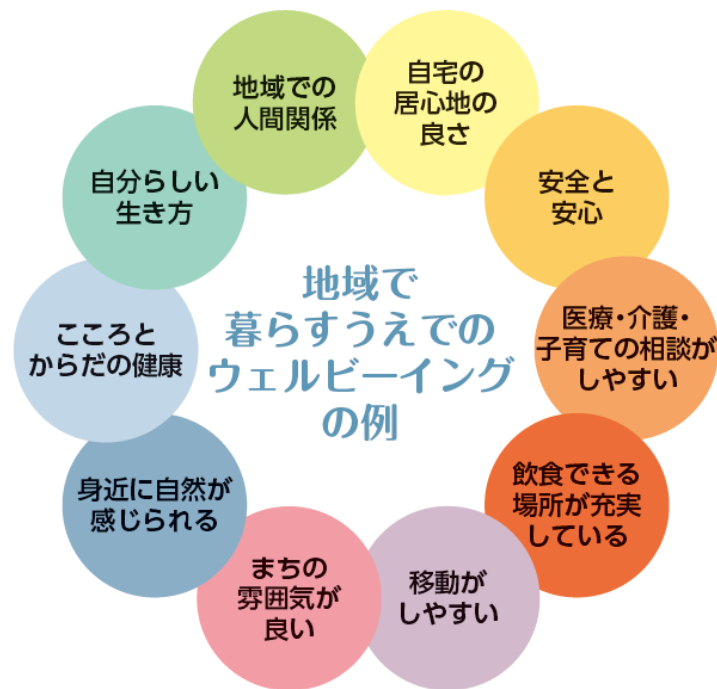 地域で
暮らすうえでの
ウェルビーイング
の例
自宅の
居心地の
良さ
安全と
安心
医療・介護・
子育ての相談が
しやすい
飲食できる
場所が充実
している
移動が
しやすい
まちの
雰囲気が
良い
身近に自然が
感じられる
こころと
からだの健康
自分らしい
生き方
地域での
人間関係